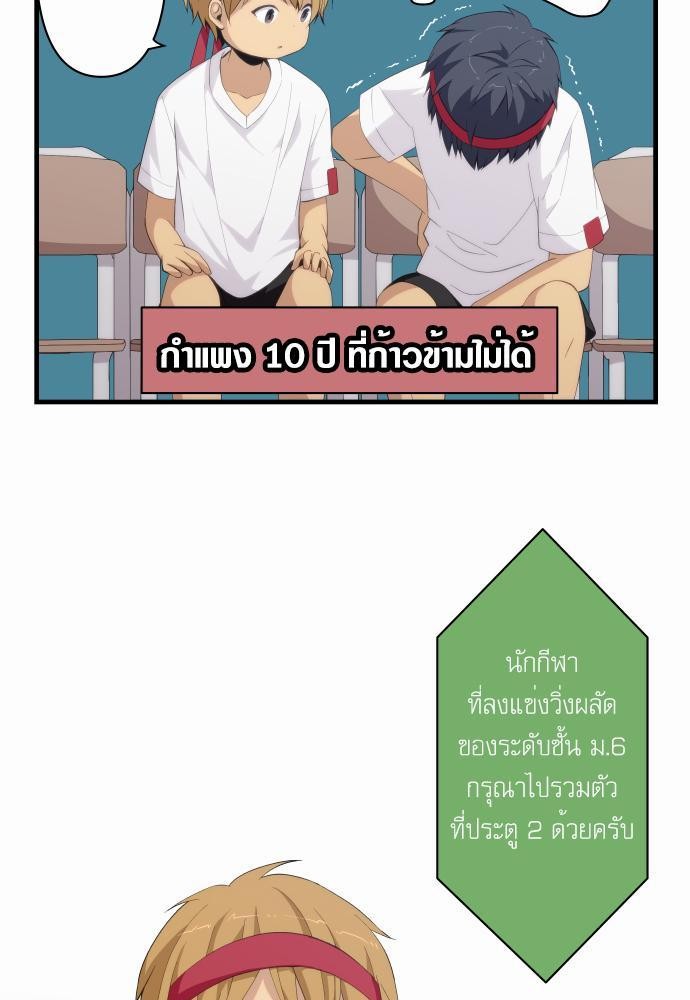 กำแพง 10 ปี ที่ก้าวข้ามไม่ได้
นักกีฬา
ที่ลงแข่งวิ่งผลัด
ของระดับชั้น ม.6
กรุณาไปรวมตัว
ที่ประตู 2 ด้วยครับ